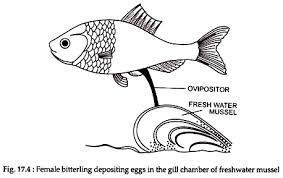 OVIPOSITOR
FRESH WATER
MUSSEL
Fig. 17.4 : Female bitterling depositing eggs in the gill chamber of freshwater mussel